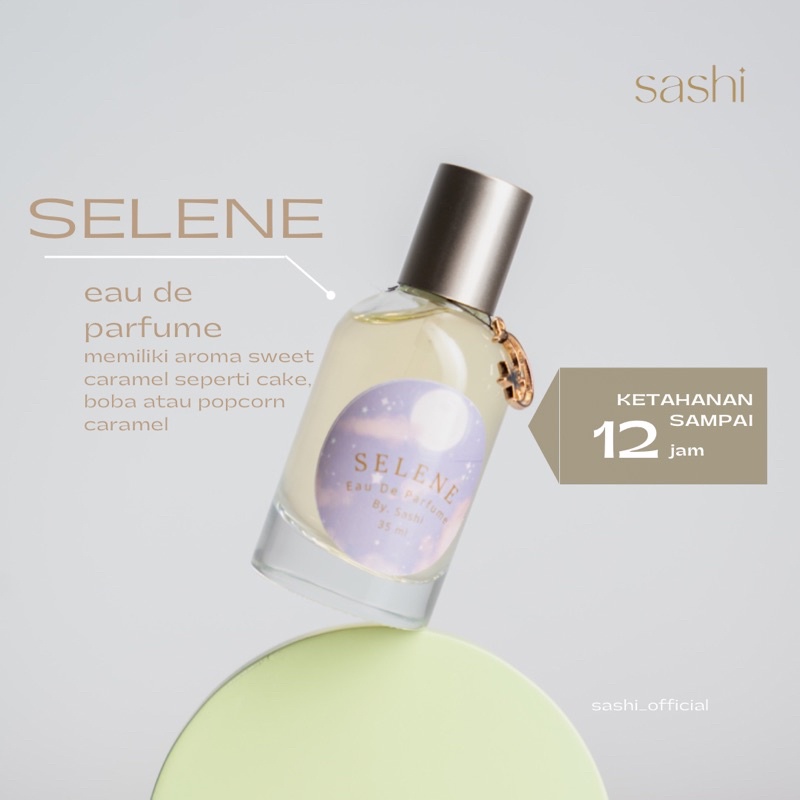 sashi
SELENE
eau de
parfume
memiliki aroma sweet
caramel seperti cake,
boba atau popcorn
caramel
KETAHANAN
SAMPAI
12 jam
SELENE
Eau De Parfume
By. Sashi
35 ml
sashi_official